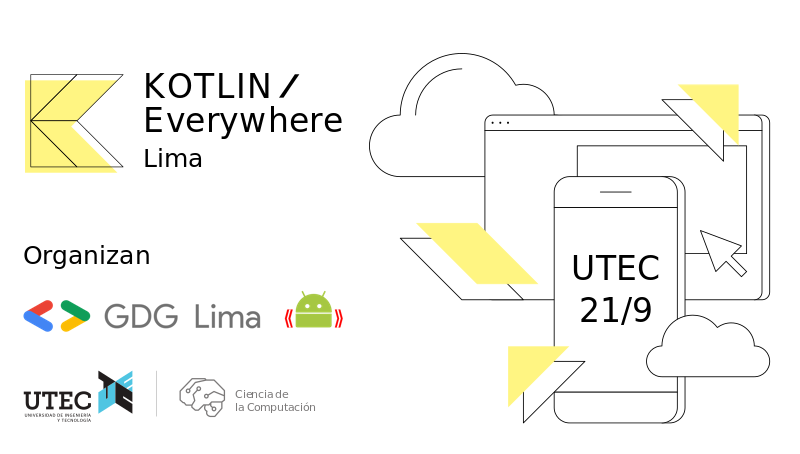 KOTLIN /
Everywhere
Lima
Organizan
GDG Lima
UTEC
UNIVERSIDAD DE INGENIERÍA
Y TECNOLOGÍA
Ciencia de
la Computación
UTEC
21/9